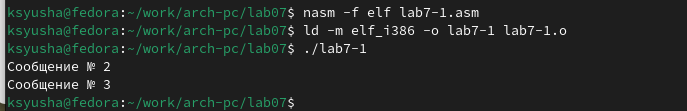 ksyusha@fedora:~/work/arch-pc/lab07$ nasm -f elf lab7-1.asm
ksyusha@fedora:~/work/arch-pc/lab07$ ld -m elf_i386 -o lab7-1 lab7-1.o
ksyusha@fedora:~/work/arch-pc/lab07$ ./lab7-1
Сообщение № 2
Сообщение № 3
ksyusha@fedora:~/work/arch-pc/lab07$